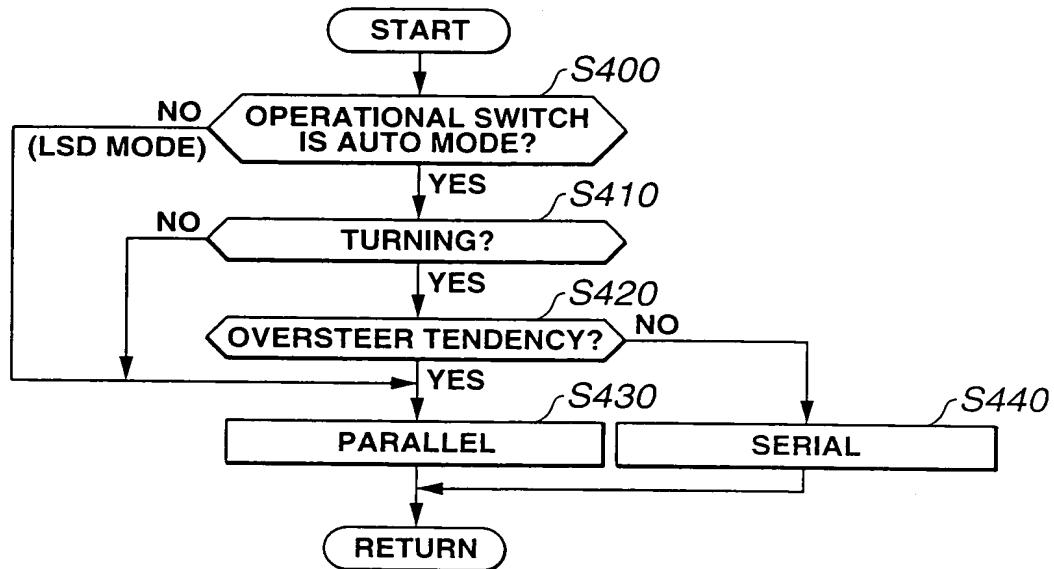 START
S400
NO
OPERATIONAL SWITCH
IS AUTO MODE?
(LSD MODE)
YES
S410
NO
TURNING?
YES
S420
OVERSTEER TENDENCY?
NO
YES
S430
S440
PARALLEL
SERIAL
RETURN